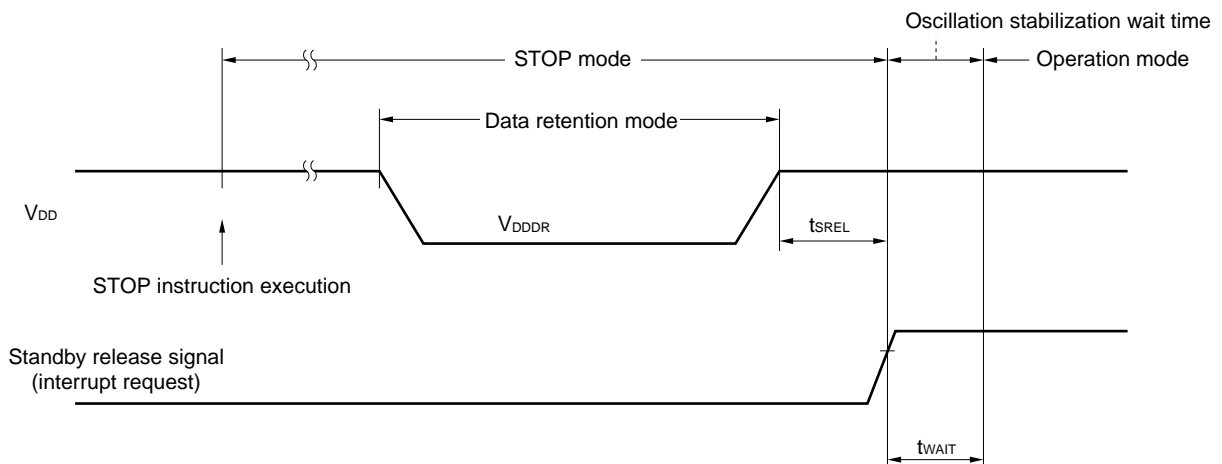 Oscillation stabilization wait time
STOP mode
Operation mode
Data retention mode
VDD
VDDDR
tSREL
STOP instruction execution
Standby release signal
(interrupt request)
tWAIT